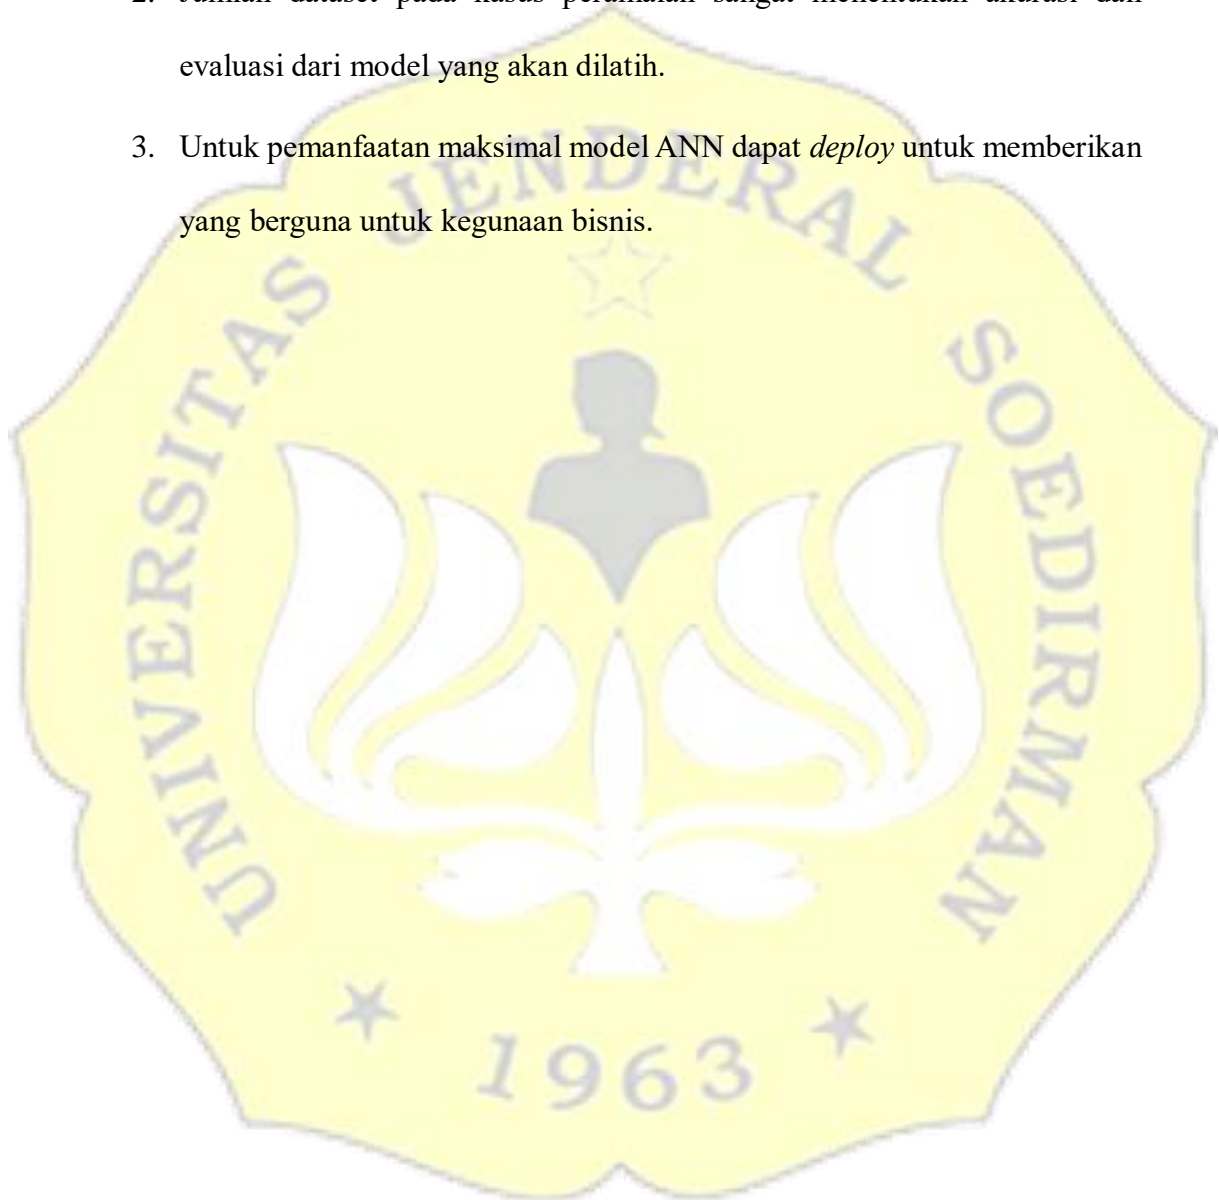 2. Jumlah dataset pada kasus peramalan sangat menentukan akurasi dan
evaluasi dari model yang akan dilatih.
3. Untuk pemanfaatan maksimal model ANN dapat deploy untuk memberikan
yang berguna untuk kegunaan bisnis.
UNIVERSITAS JENDERAL SOEDIRMAN
1963